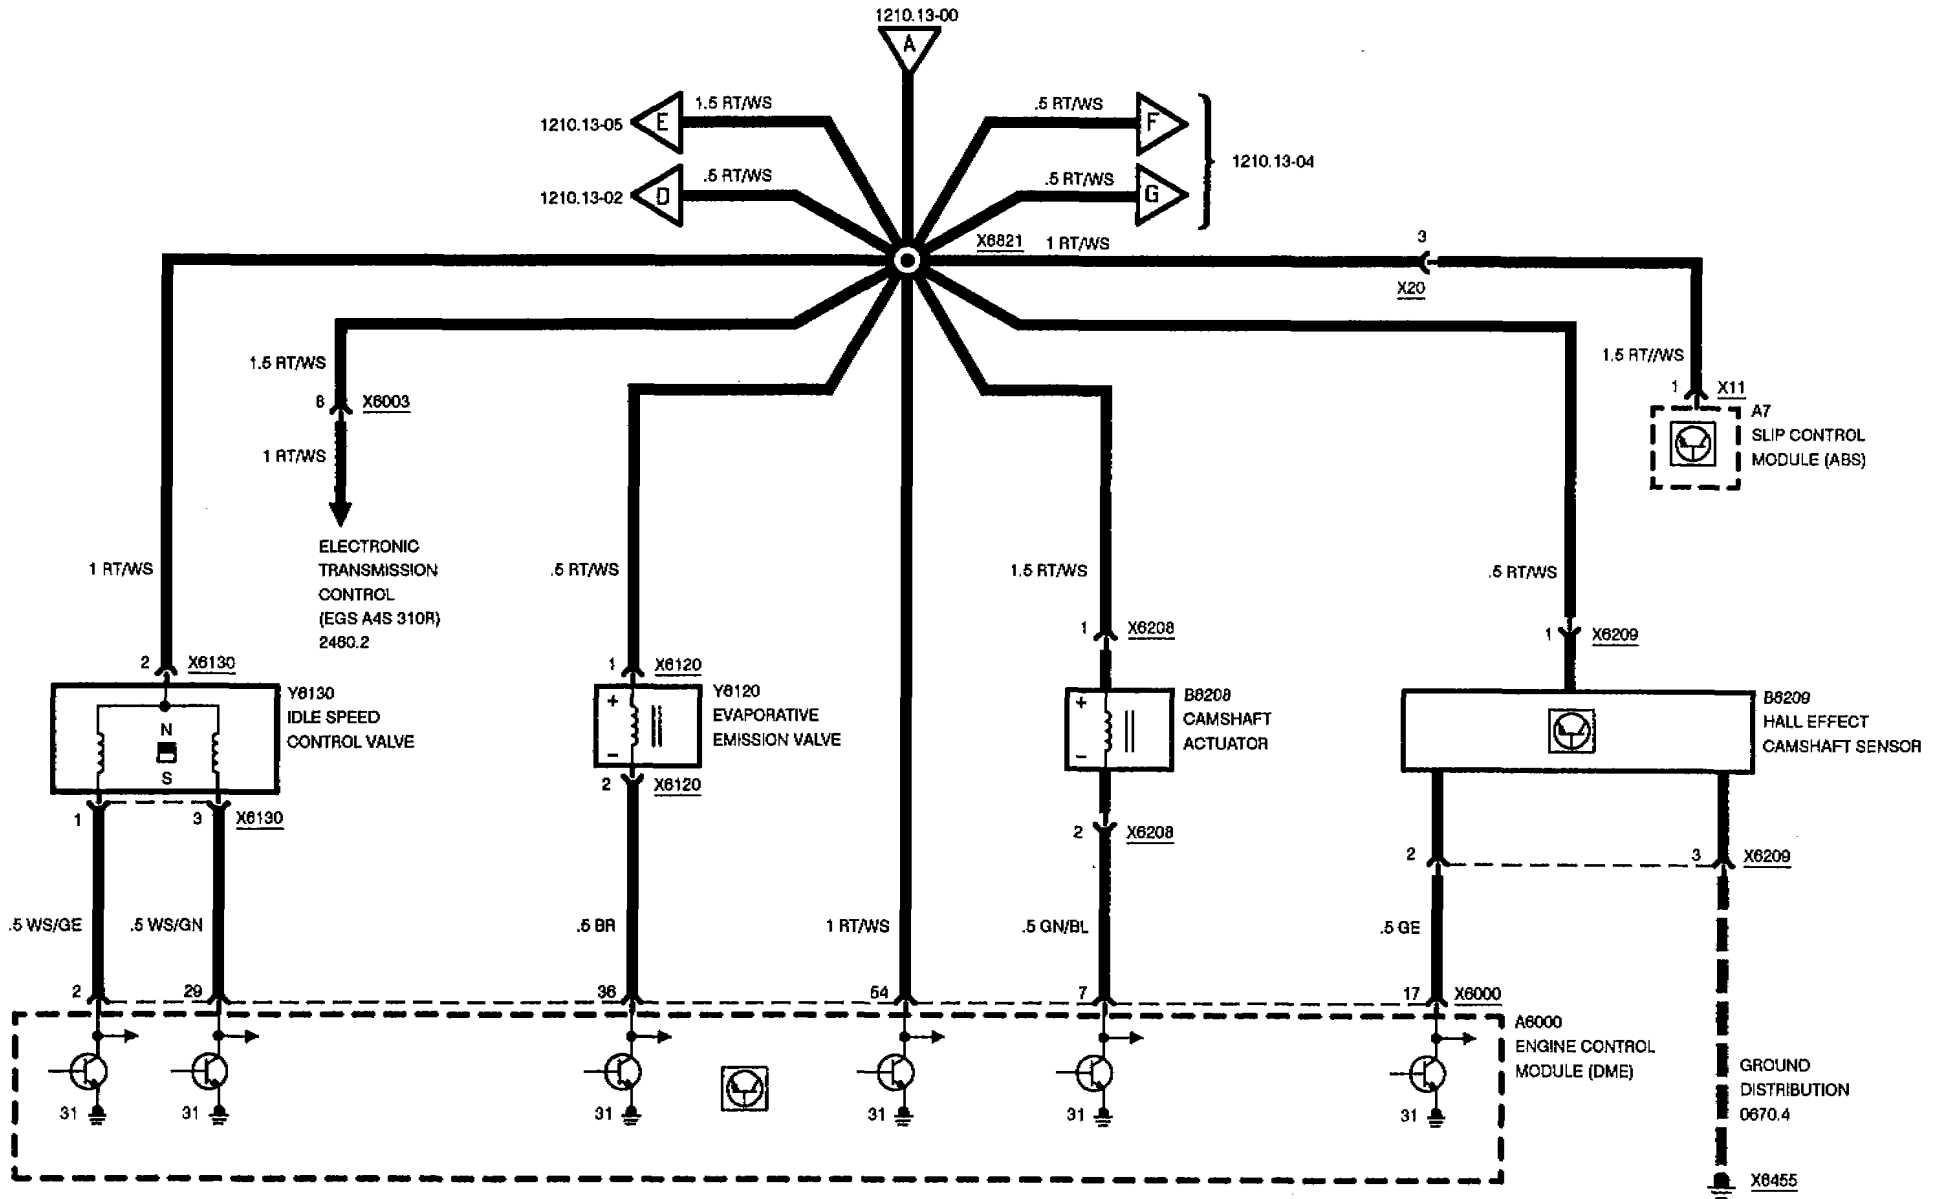 1210.13-00
A
E
1.5 RT/WS
.5 RT/WS
F
1210.13-05
1210.13-04
D
.5 RT/WS
.5 RT/WS
G
1210.13-02
X6821
1 RT/WS
3
X20
1.5 RT/WS
8
X6003
1 RT/WS
ELECTRONIC
TRANSMISSION
CONTROL
(EGS A4S 310R)
2460.2
1.5 RT//WS
1
X11
A7
SLIP CONTROL
MODULE (ABS)
1 RT/WS
.5 RT/WS
1.5 RT/WS
.5 RT/WS
2
X6130
Y6130
IDLE SPEED
CONTROL VALVE
N
S
1
X6120
Y6120
EVAPORATIVE
EMISSION VALVE
+
–
2
X6120
1
X6208
B6208
CAMSHAFT
ACTUATOR
+
–
2
X6208
1
X6209
B6209
HALL EFFECT
CAMSHAFT SENSOR
1
3
X6130
2
3
X6209
.5 WS/GE
.5 WS/GN
.5 BR
1 RT/WS
.5 GN/BL
.5 GE
2
29
36
54
7
17
X6000
A6000
ENGINE CONTROL
MODULE (DME)
31
31
31
31
31
31
GROUND
DISTRIBUTION
0670.4
X6455